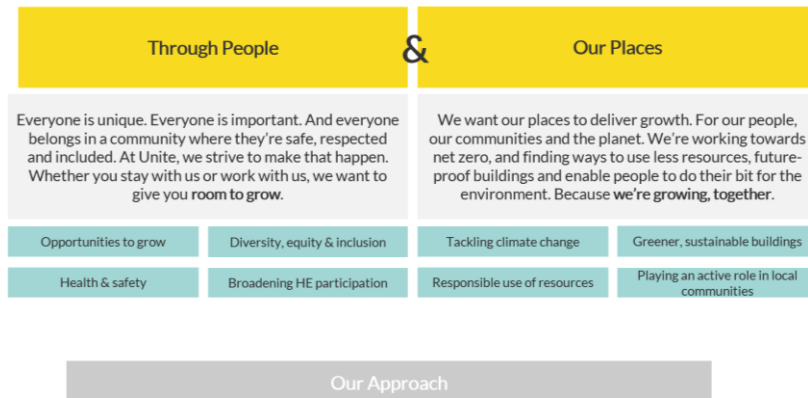 Through People
&
Our Places
Everyone is unique. Everyone is important. And everyone
belongs in a community where they're safe, respected
and included. At Unite, we strive to make that happen.
Whether you stay with us or work with us, we want to
give you room to grow.
We want our places to deliver growth. For our people,
our communities and the planet. We're working towards
net zero, and finding ways to use less resources, future-
proof buildings and enable people to do their bit for the
environment. Because we're growing, together.
Opportunities to grow
Diversity, equity & inclusion
Tackling climate change
Greener, sustainable buildings
Health & safety
Broadening HE participation
Responsible use of resources
Playing an active role in local
communities
Our Approach